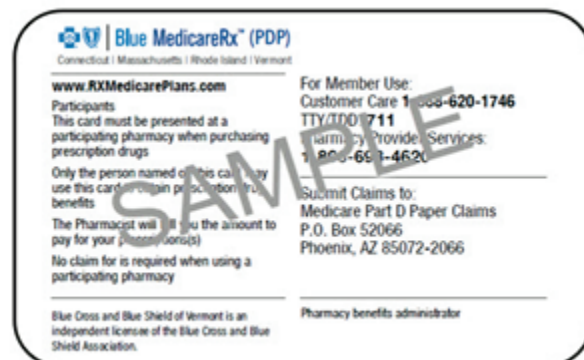 Blue MedicareRx℠ (PDP)
Connecticut | Massachusetts | Rhode Island | Vermont
www.RXMedicarePlans.com
Participants
This card must be presented at a
participating pharmacy when purchasing
prescription drugs
Only the person named on this card may
use this card to obtain prescription drug
benefits
The Pharmacist will tell you the amount to
pay for your
No claim for is required when using a
participating pharmacy
Blue Cross and Blue Shield of Vermont is an
independent licensee of the Blue Cross and Blue
Shield Association.
For Member Use:
Customer Care -620-1746
TTY/TDD 711
Pharmacy Provider Services:
Submit Claims to:
Medicare Part D Paper Claims
P.O. Box 52066
Phoenix, AZ 85072-2066
Pharmacy benefits administrator
SAMPLE